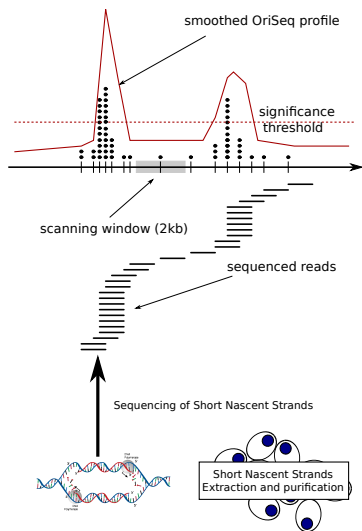 smoothed OriSeq profile
significance
threshold
scanning window (2kb)
sequenced reads
Sequencing of Short Nascent Strands
Short Nascent Strands
Extraction and purification